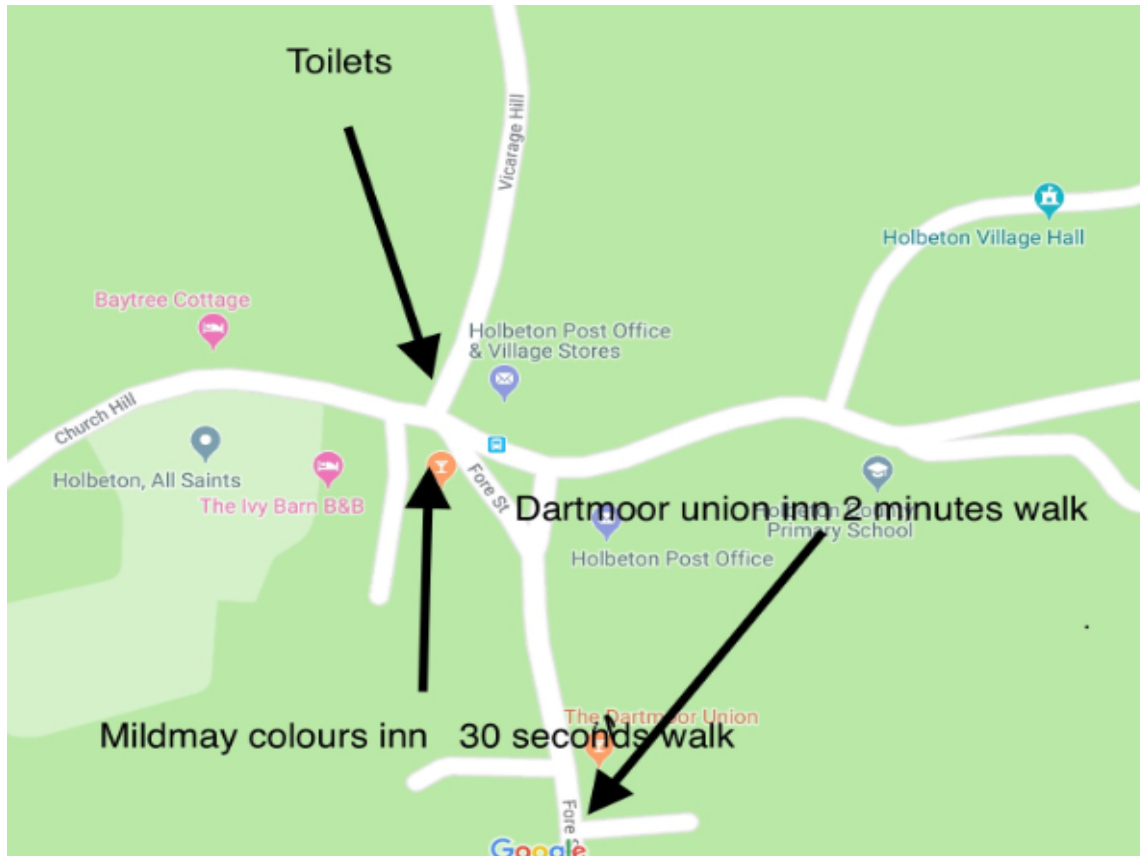 Toilets
Vicarage Hill
Holbeton Village Hall
Baytree Cottage
Holbeton Post Office
& Village Stores
Church Hill
Holbeton, All Saints
The Ivy Barn B&B
Fore St
Dartmoor union inn 2 minutes walk
Holbeton County
Primary School
Holbeton Post Office
The Dartmoor Union
Mildmay colours inn 30 seconds walk
Fore
Google